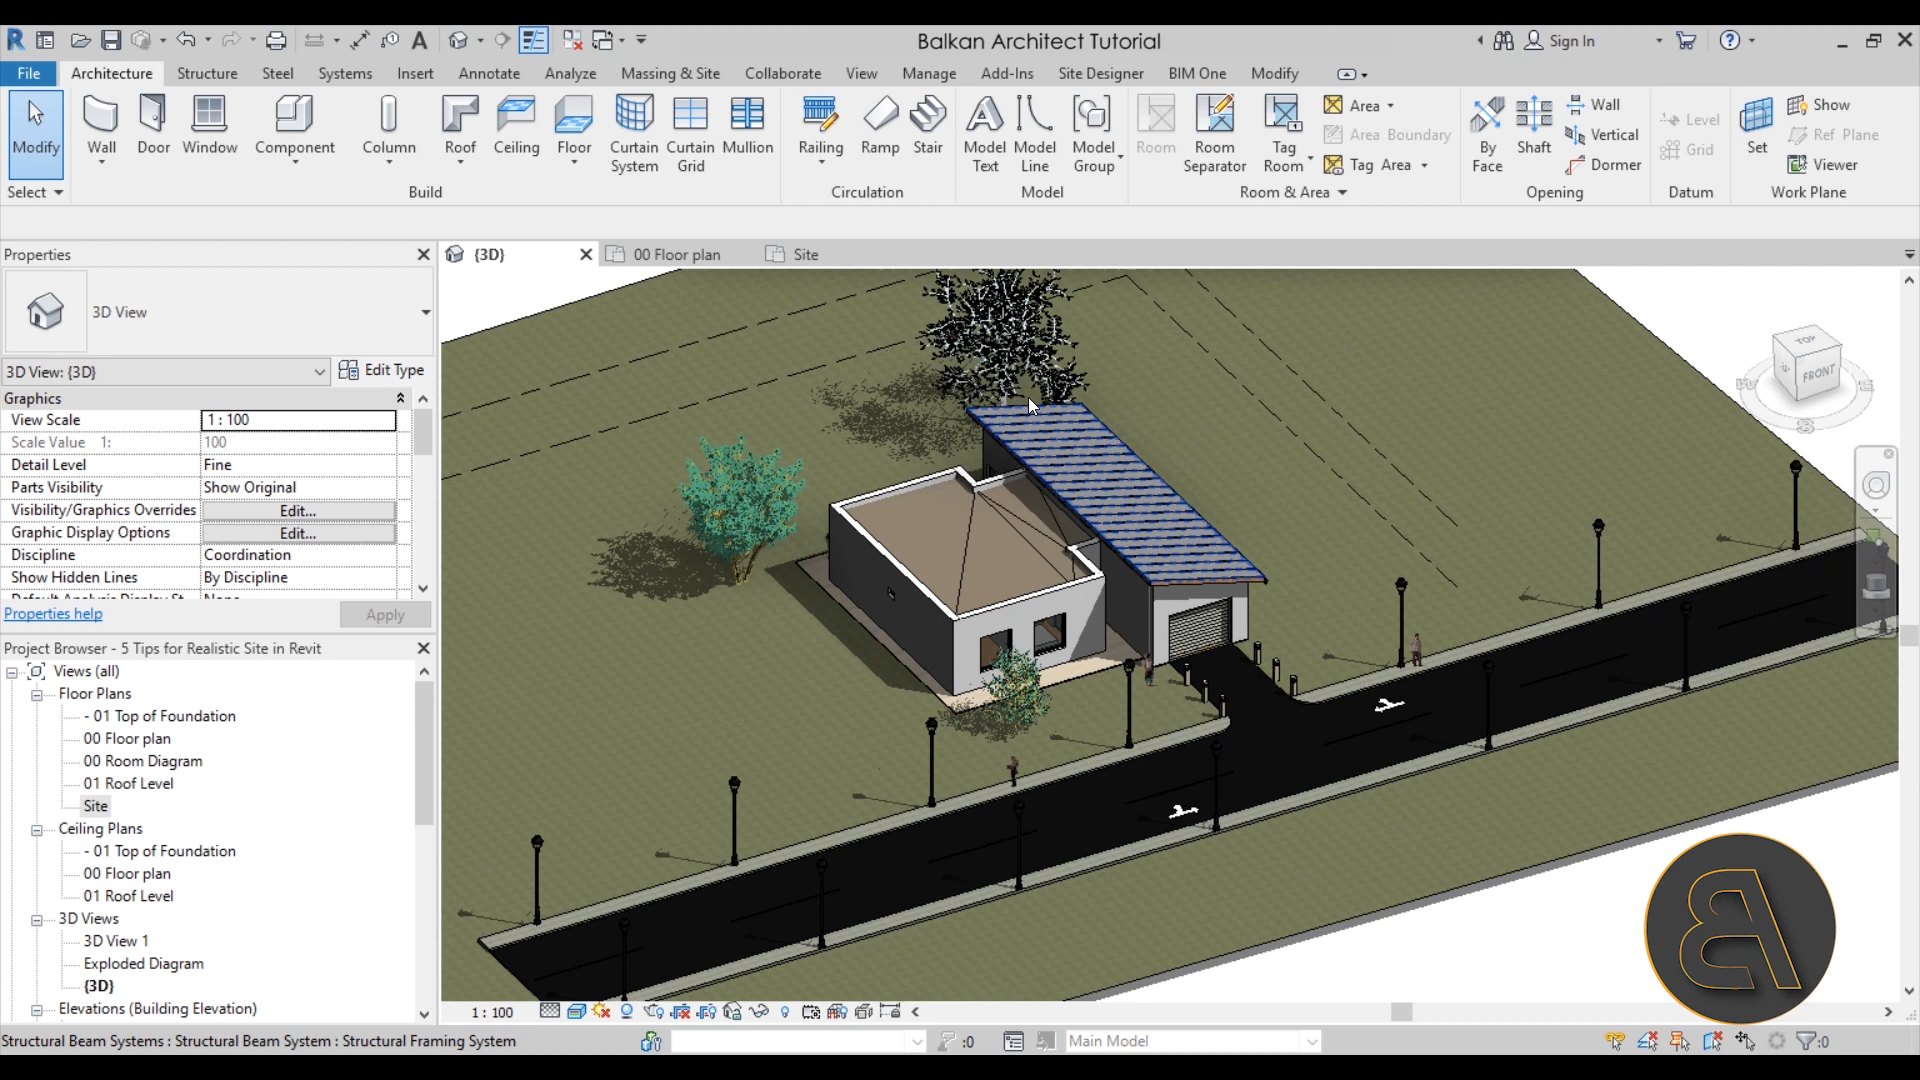 Balkan Architect Tutorial
Sign In
File Architecture Structure Steel Systems Insert Annotate Analyze Massing & Site Collaborate View Manage Add-Ins Site Designer BIM One Modify
Modify Wall Door Window Component Column Roof Ceiling Floor Curtain System Curtain Grid Mullion Railing Ramp Stair Model Text Model Line Model Group Room Room Separator Tag Room
Area
Area Boundary
Tag Area
By Face Shaft
Wall
Vertical
Dormer
Level
Grid
Set
Show
Ref Plane
Viewer
Select Build Circulation Model Room & Area Opening Datum Work Plane
Properties
{3D} 00 Floor plan Site
3D View
3D View: {3D} Edit Type
Graphics
View Scale 1 : 100
Scale Value 1: 100
Detail Level Fine
Parts Visibility Show Original
Visibility/Graphics Overrides Edit...
Graphic Display Options Edit...
Discipline Coordination
Show Hidden Lines By Discipline
Properties help Apply
TOP
FRONT
S
Project Browser - 5 Tips for Realistic Site in Revit
Views (all)
Floor Plans
- 01 Top of Foundation
00 Floor plan
00 Room Diagram
01 Roof Level
Site
Ceiling Plans
- 01 Top of Foundation
00 Floor plan
01 Roof Level
3D Views
3D View 1
Exploded Diagram
{3D}
Elevations (Building Elevation)
1 : 100
Structural Beam Systems : Structural Beam System : Structural Framing System
:0
Main Model
:0